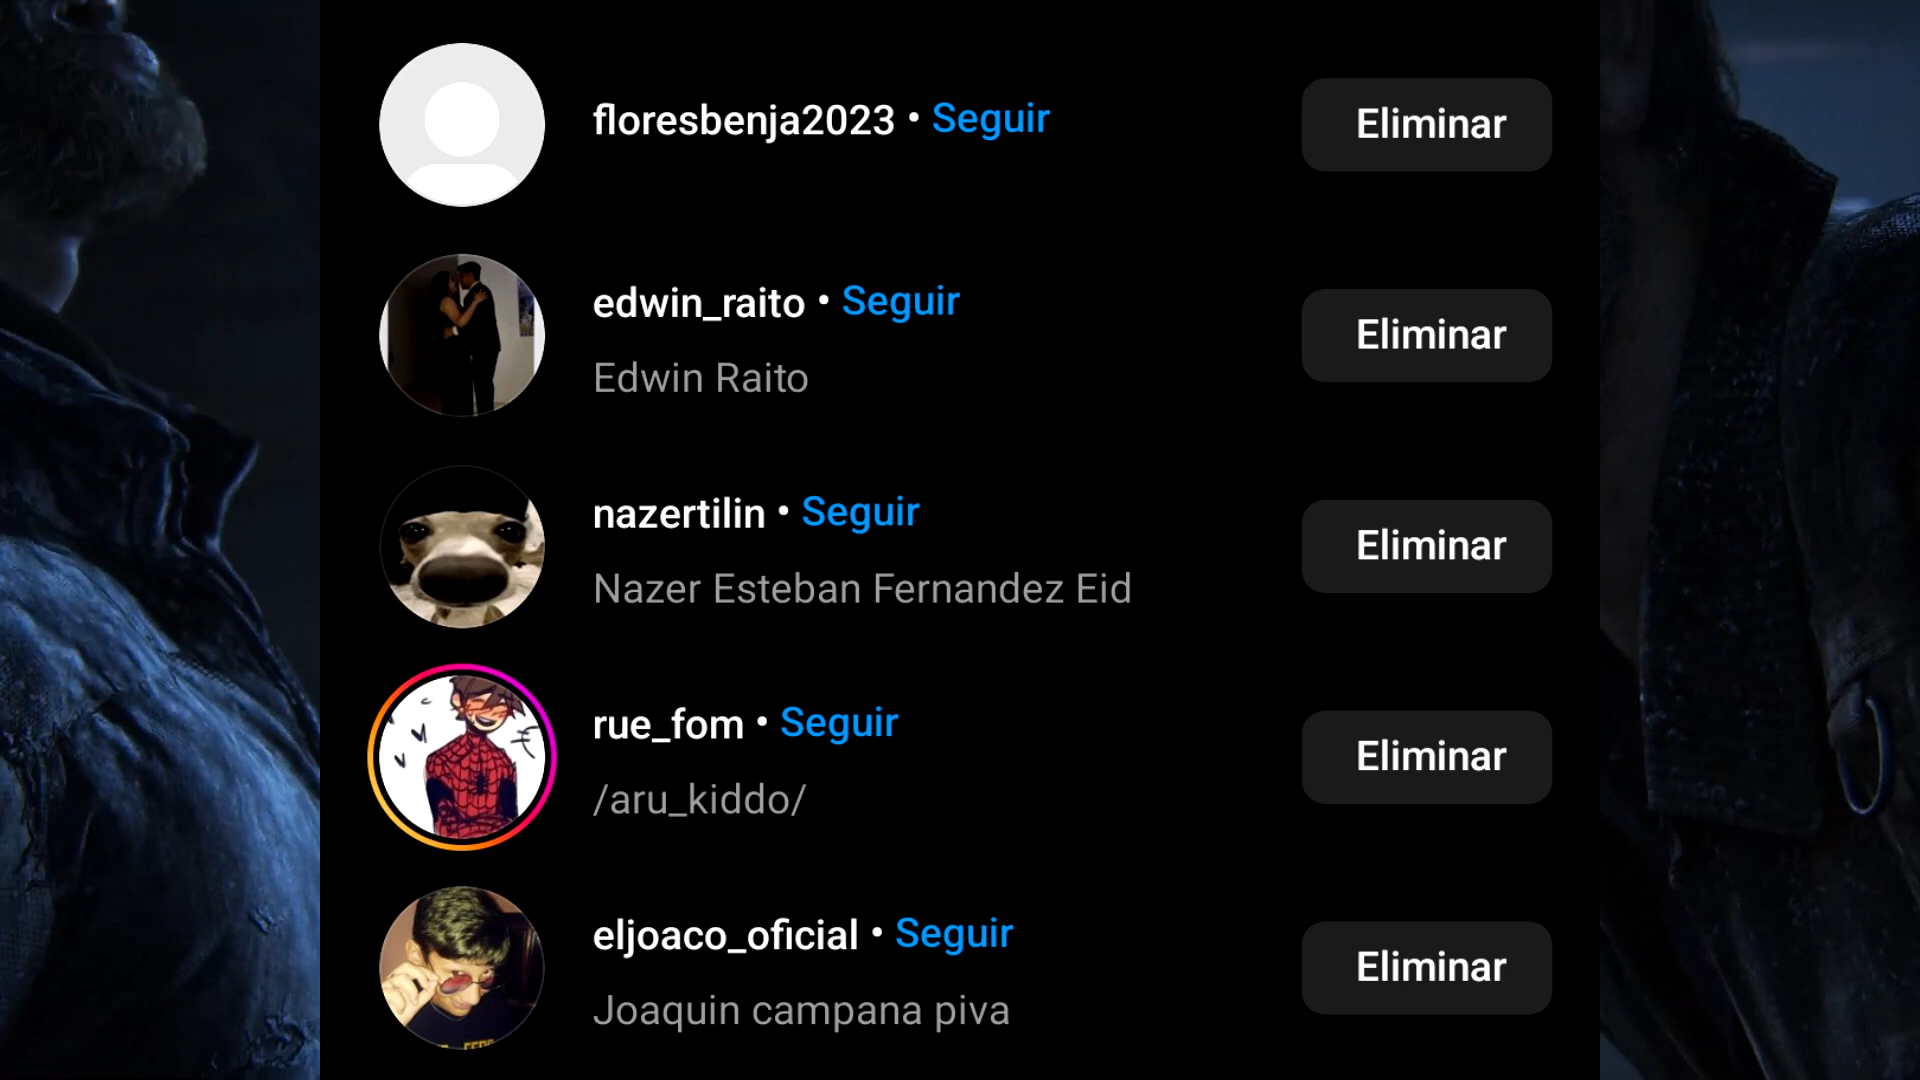 floresbenja2023 • Seguir
Eliminar
edwin_raito • Seguir
Edwin Raito
Eliminar
nazertilin • Seguir
Nazer Esteban Fernandez Eid
Eliminar
rue_fom • Seguir
/aru_kiddo/
Eliminar
eljoaco_oficial • Seguir
Joaquin campana piva
Eliminar